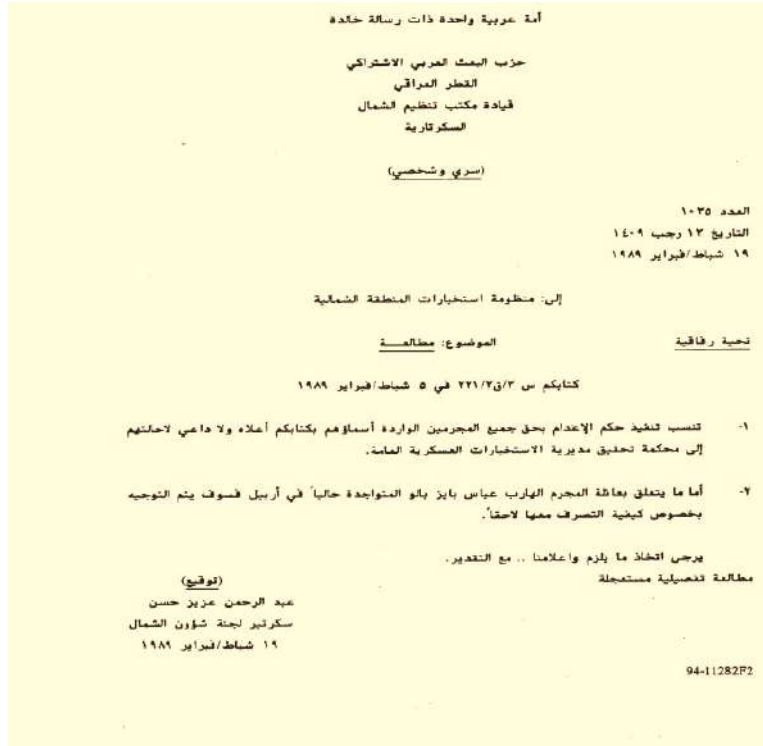 أمة عربية واحدة ذات رسالة خالدة
حزب البعث العربي الاشتراكي
القطر العراقي
قيادة مكتب تنظيم الشمال
السكرتارية
(سري وشخصي)
العدد ١٠٣٥
التاريخ ١٣ رجب ١٤٠٩
١٩ شباط/فبراير ١٩٨٩
إلى: منظومة استخبارات المنطقة الشمالية
تحية رفاقية الموضوع: مطالعـــة
كتابكم س ٣/ق٢/٢٢١ في ٥ شباط/فبراير ١٩٨٩
١- تنسب تنفيذ حكم الإعدام بحق جميع المجرمين الواردة أسماؤهم بكتابكم أعلاه ولا داعي لاحالتهم
إلى محكمة تحقيق مديرية الاستخبارات العسكرية العامة.
٢- أما ما يتعلق بعائلة المجرم الهارب عباس بايز بالو المتواجدة حالياً في أربيل فسوف يتم التوجيه
بخصوص كيفية التصرف معها لاحقاً.
يرجى اتخاذ ما يلزم واعلامنا .. مع التقدير.
مطالعة تفصيلية مستعجلة
(توقيع)
عبد الرحمن عزيز حسن
سكرتير لجنة شؤون الشمال
١٩ شباط/فبراير ١٩٨٩
94-11282F2